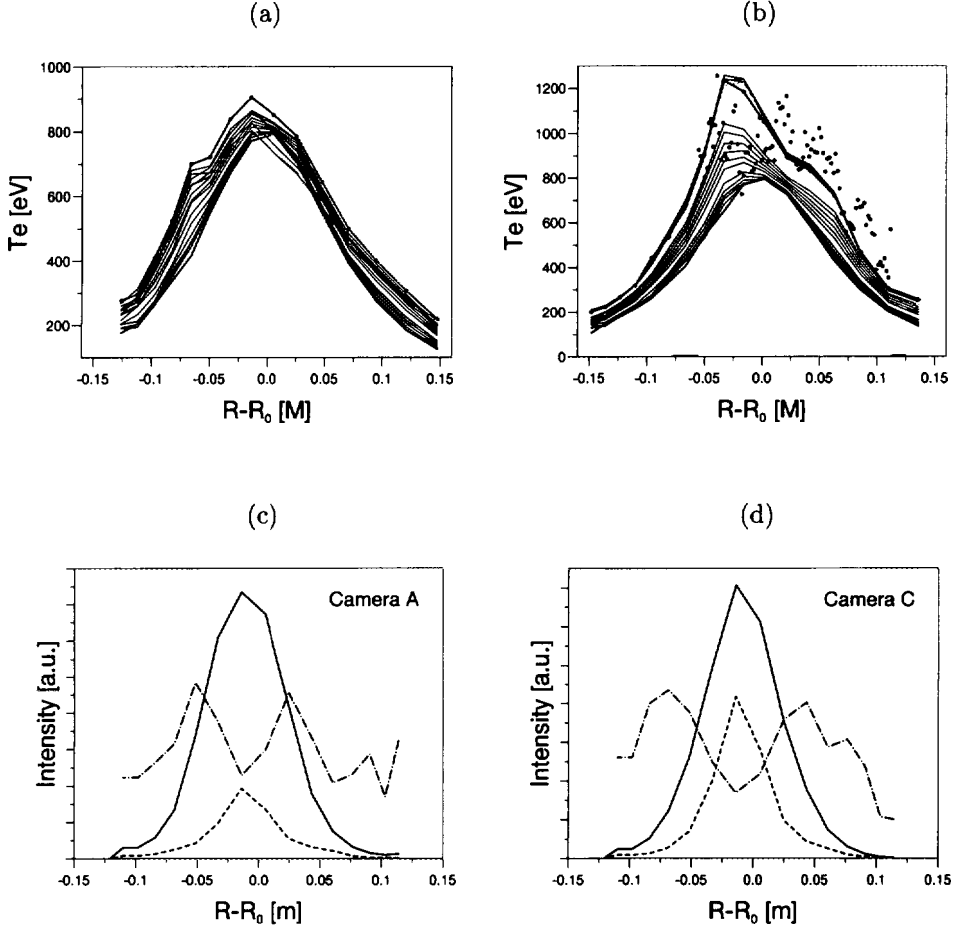 (a)
(b)
1000
800
600
400
200
Te [eV]
-0.15
-0.1
-0.05
0.0
0.05
0.1
0.15
R-R₀ [M]
1200
1000
800
600
400
200
0
Te [eV]
-0.15
-0.1
-0.05
0.0
0.05
0.1
0.15
R-R₀ [M]
(c)
(d)
Camera A
Intensity [a.u.]
-0.15
-0.1
-0.05
0.0
0.05
0.1
0.15
R-R₀ [m]
Camera C
Intensity [a.u.]
-0.15
-0.1
-0.05
0.0
0.05
0.1
0.15
R-R₀ [m]